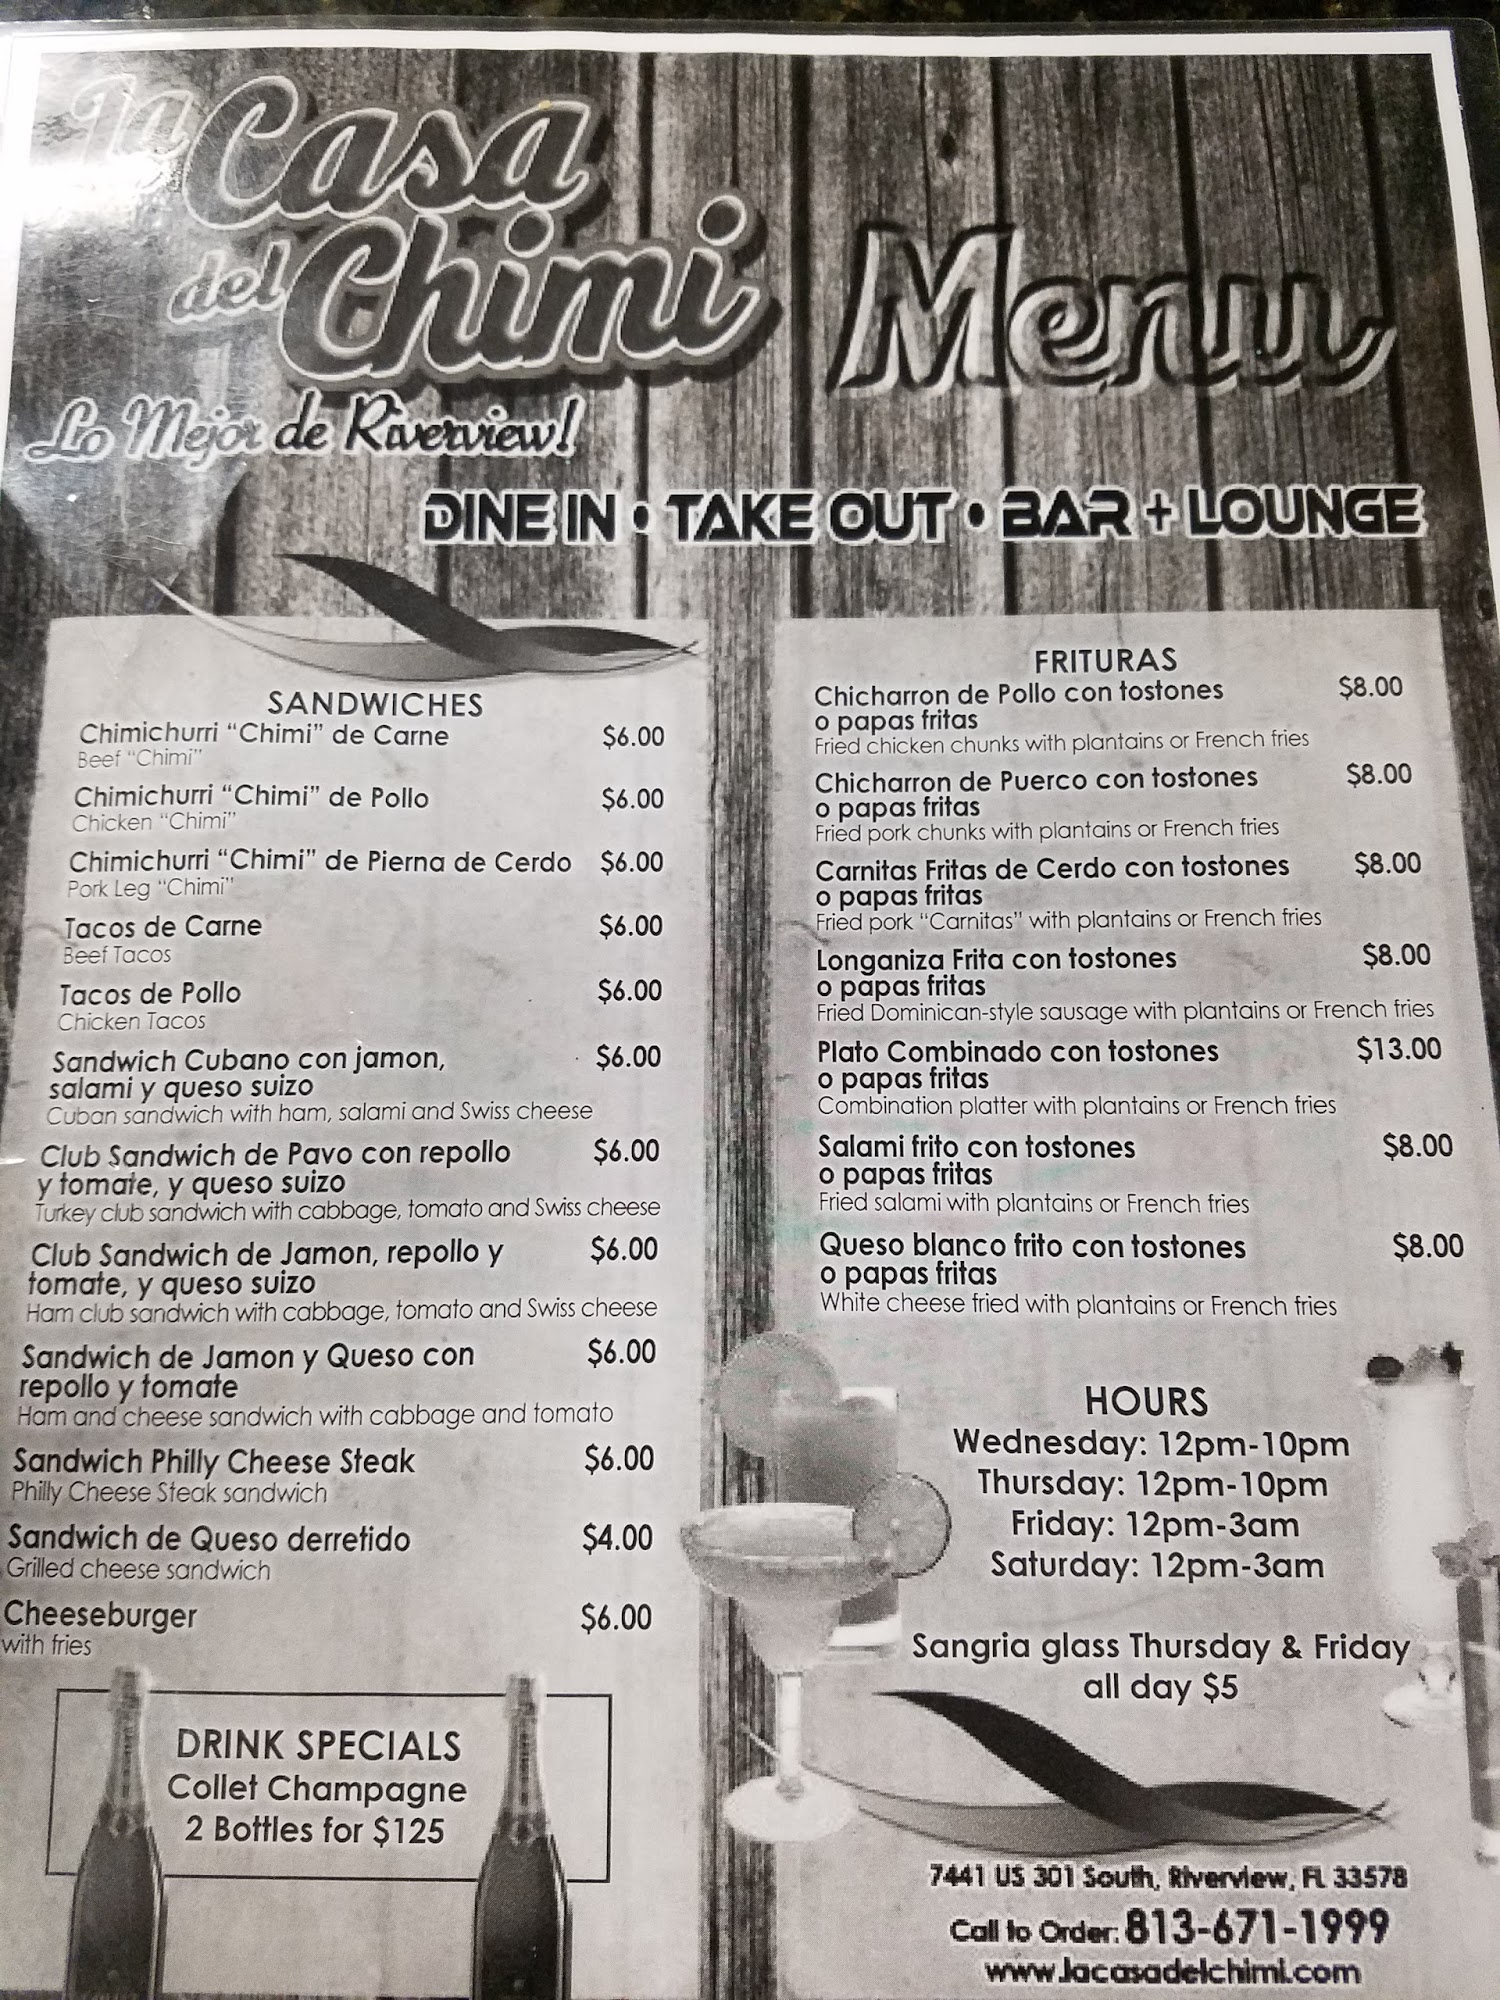 La Casa
del Chimi
Menu
Lo Mejor de Riverview!
DINE IN • TAKE OUT • BAR + LOUNGE
SANDWICHES
Chimichurri “Chimi” de Carne $6.00
Beef “Chimi”
Chimichurri “Chimi” de Pollo $6.00
Chicken “Chimi”
Chimichurri “Chimi” de Pierna de Cerdo $6.00
Pork Leg “Chimi”
Tacos de Carne $6.00
Beef Tacos
Tacos de Pollo $6.00
Chicken Tacos
Sandwich Cubano con jamon, $6.00
salami y queso suizo
Cuban sandwich with ham, salami and Swiss cheese
Club Sandwich de Pavo con repollo $6.00
y tomate, y queso suizo
Turkey club sandwich with cabbage, tomato and Swiss cheese
Club Sandwich de Jamon, repollo y $6.00
tomate, y queso suizo
Ham club sandwich with cabbage, tomato and Swiss cheese
Sandwich de Jamon y Queso con $6.00
repollo y tomate
Ham and cheese sandwich with cabbage and tomato
Sandwich Philly Cheese Steak $6.00
Philly Cheese Steak sandwich
Sandwich de Queso derretido $4.00
Grilled cheese sandwich
Cheeseburger $6.00
with fries
DRINK SPECIALS
Collet Champagne
2 Bottles for $125
FRITURAS
Chicharron de Pollo con tostones $8.00
o papas fritas
Fried chicken chunks with plantains or French fries
Chicharron de Puerco con tostones $8.00
o papas fritas
Fried pork chunks with plantains or French fries
Carnitas Fritas de Cerdo con tostones $8.00
o papas fritas
Fried pork “Carnitas” with plantains or French fries
Longaniza Frita con tostones $8.00
o papas fritas
Fried Dominican-style sausage with plantains or French fries
Plato Combinado con tostones $13.00
o papas fritas
Combination platter with plantains or French fries
Salami frito con tostones $8.00
o papas fritas
Fried salami with plantains or French fries
Queso blanco frito con tostones $8.00
o papas fritas
White cheese fried with plantains or French fries
HOURS
Wednesday: 12pm-10pm
Thursday: 12pm-10pm
Friday: 12pm-3am
Saturday: 12pm-3am
Sangria glass Thursday & Friday
all day $5
7441 US 301 South, Riverview, FL 33578
Call to Order: 813-671-1999
www.lacasadelchimi.com